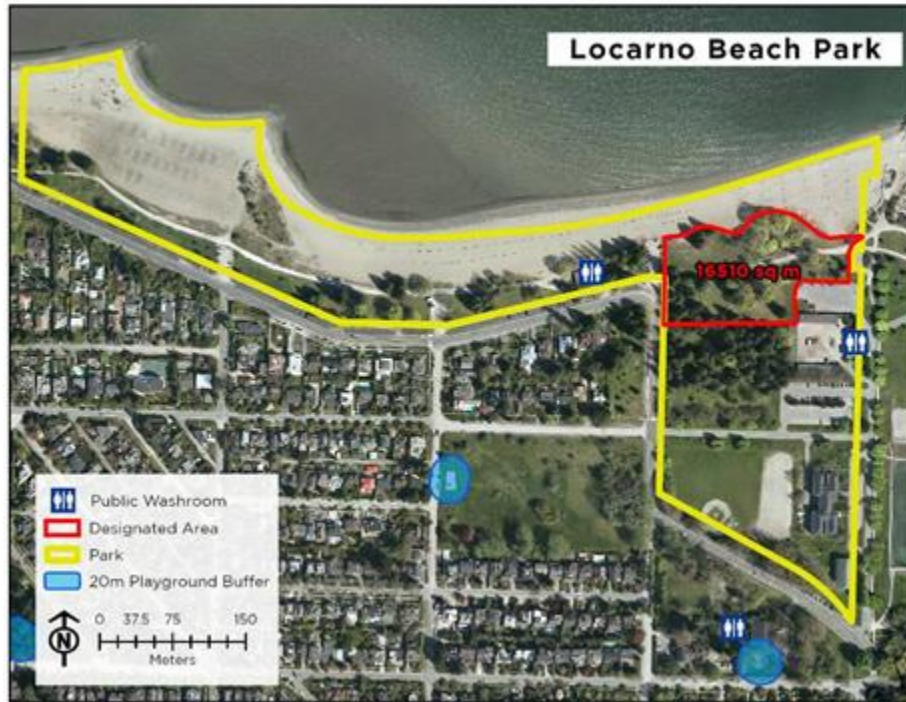 Locarno Beach Park
16510 sq m
Public Washroom
Designated Area
Park
20m Playground Buffer
N
0 37.5 75 150
Meters